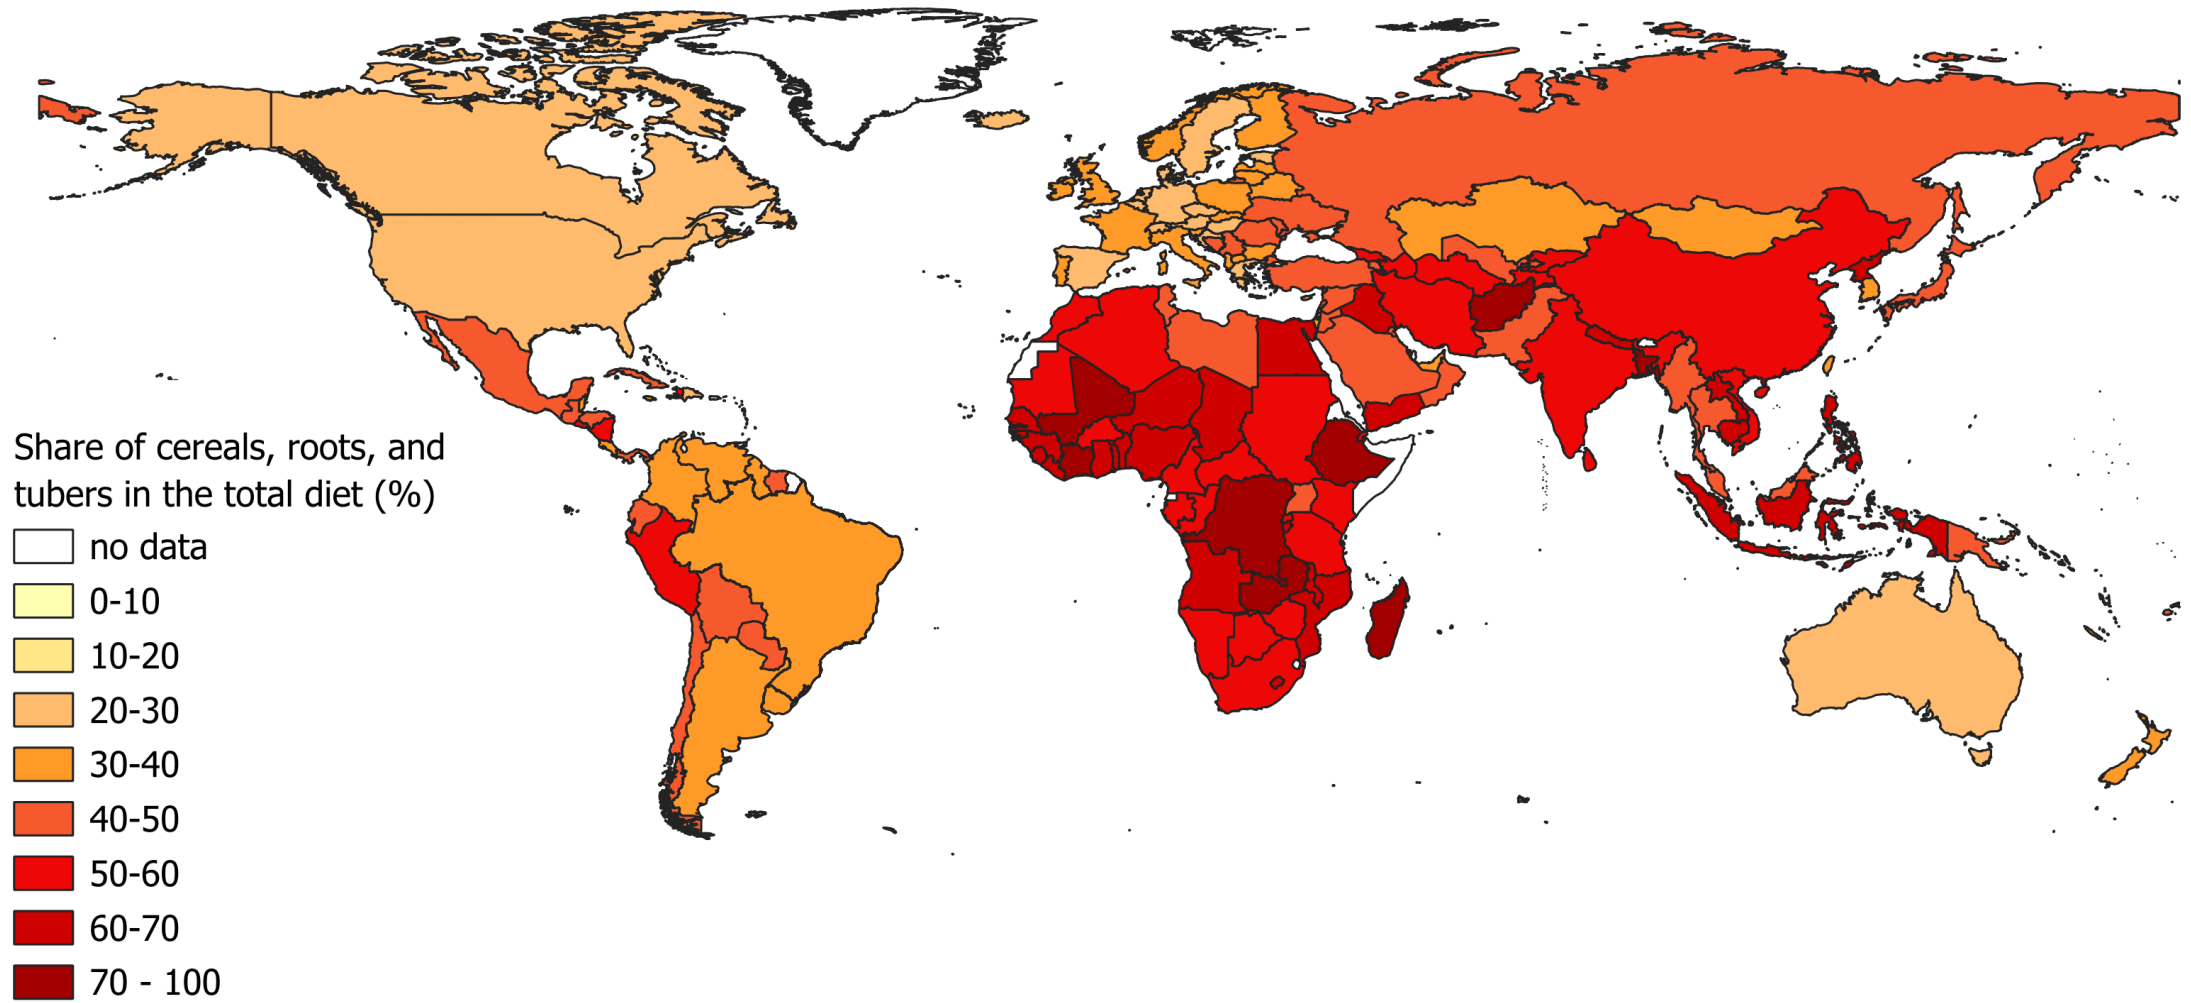 Share of cereals, roots, and
tubers in the total diet (%)
no data
0-10
10-20
20-30
30-40
40-50
50-60
60-70
70 - 100